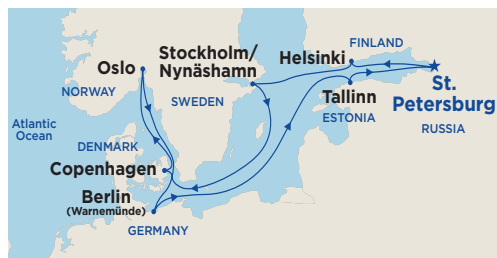 Stockholm/
Nynäshamn
Helsinki
FINLAND
Oslo
St.
Petersburg
NORWAY
SWEDEN
Tallinn
ESTONIA
RUSSIA
Atlantic
Ocean
DENMARK
Copenhagen
Berlin
(Warnemünde)
GERMANY